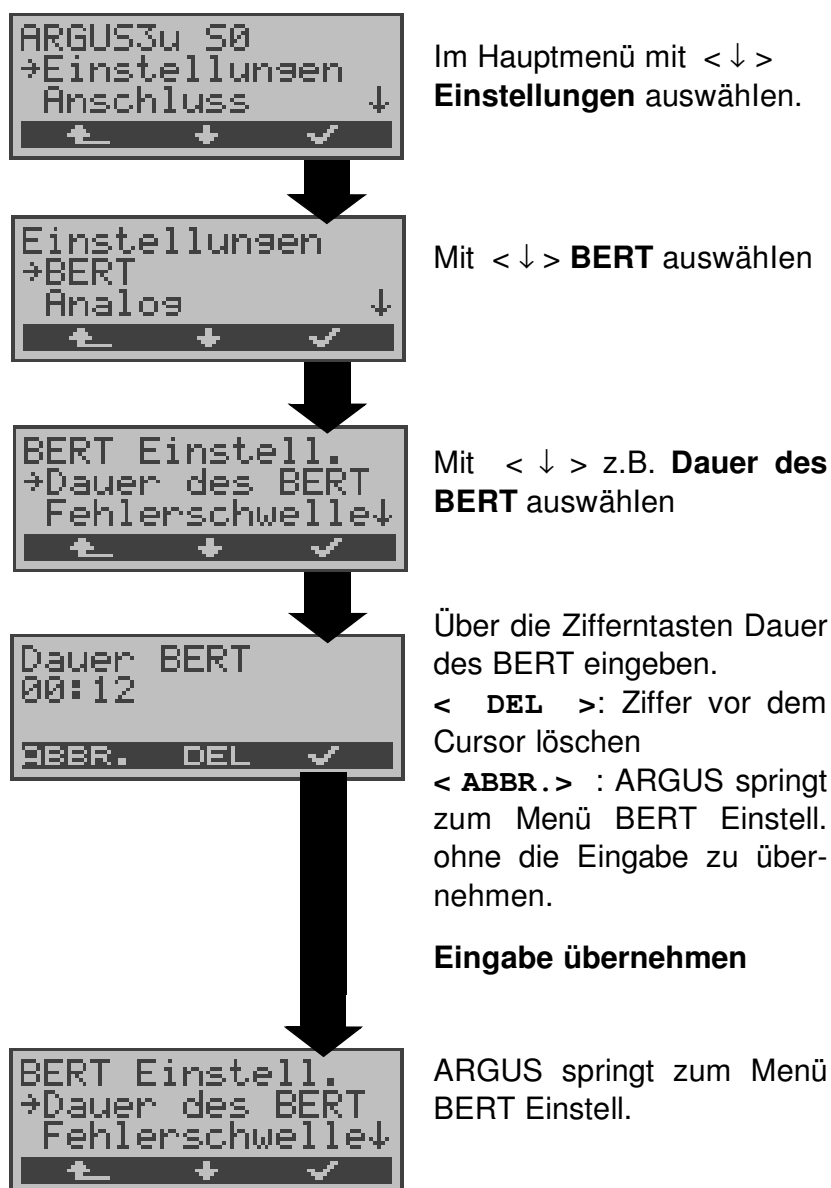 ARGUS3u S0
→Einstellungen
Anschluss ↓
Im Hauptmenü mit < ↓ >
Einstellungen auswählen.
Einstellungen
→BERT
Analog ↓
Mit < ↓ > BERT auswählen
BERT Einstell.
→Dauer des BERT
Fehlerschwelle↓
Mit < ↓ > z.B. Dauer des
BERT auswählen
Dauer BERT
00:12
ABBR. DEL ✓
Über die Zifferntasten Dauer
des BERT eingeben.
< DEL >: Ziffer vor dem
Cursor löschen
< ABBR.> : ARGUS springt
zum Menü BERT Einstell.
ohne die Eingabe zu über-
nehmen.
Eingabe übernehmen
BERT Einstell.
→Dauer des BERT
Fehlerschwelle↓
ARGUS springt zum Menü
BERT Einstell.